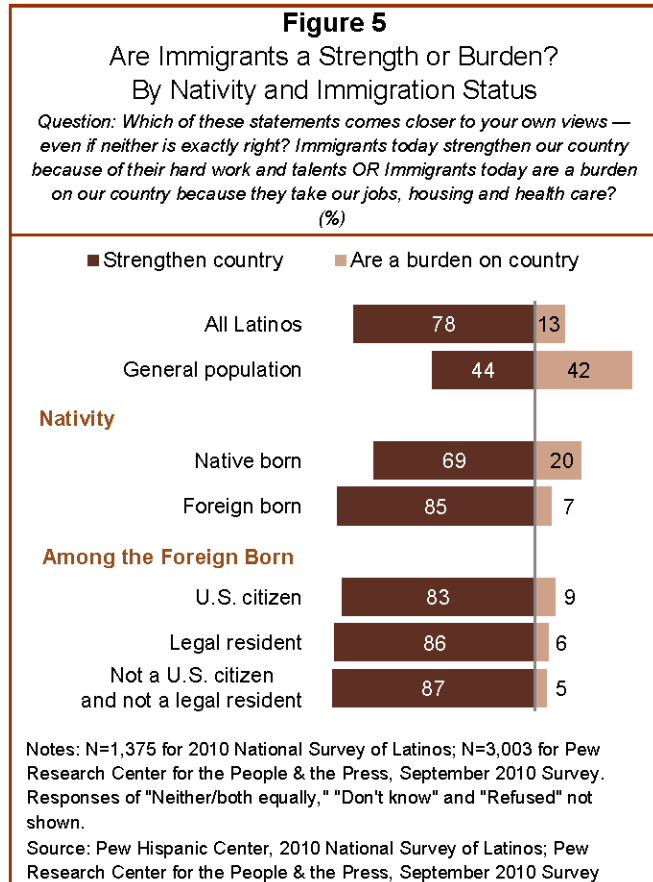 Figure 5
Are Immigrants a Strength or Burden?
By Nativity and Immigration Status
Question: Which of these statements comes closer to your own views —
even if neither is exactly right? Immigrants today strengthen our country
because of their hard work and talents OR Immigrants today are a burden
on our country because they take our jobs, housing and health care?
(%)
Strengthen country Are a burden on country
All Latinos 78 13
General population 44 42
Nativity
Native born 69 20
Foreign born 85 7
Among the Foreign Born
U.S. citizen 83 9
Legal resident 86 6
Not a U.S. citizen
and not a legal resident 87 5
Notes: N=1,375 for 2010 National Survey of Latinos; N=3,003 for Pew
Research Center for the People & the Press, September 2010 Survey.
Responses of "Neither/both equally," "Don't know" and "Refused" not
shown.
Source: Pew Hispanic Center, 2010 National Survey of Latinos; Pew
Research Center for the People & the Press, September 2010 Survey